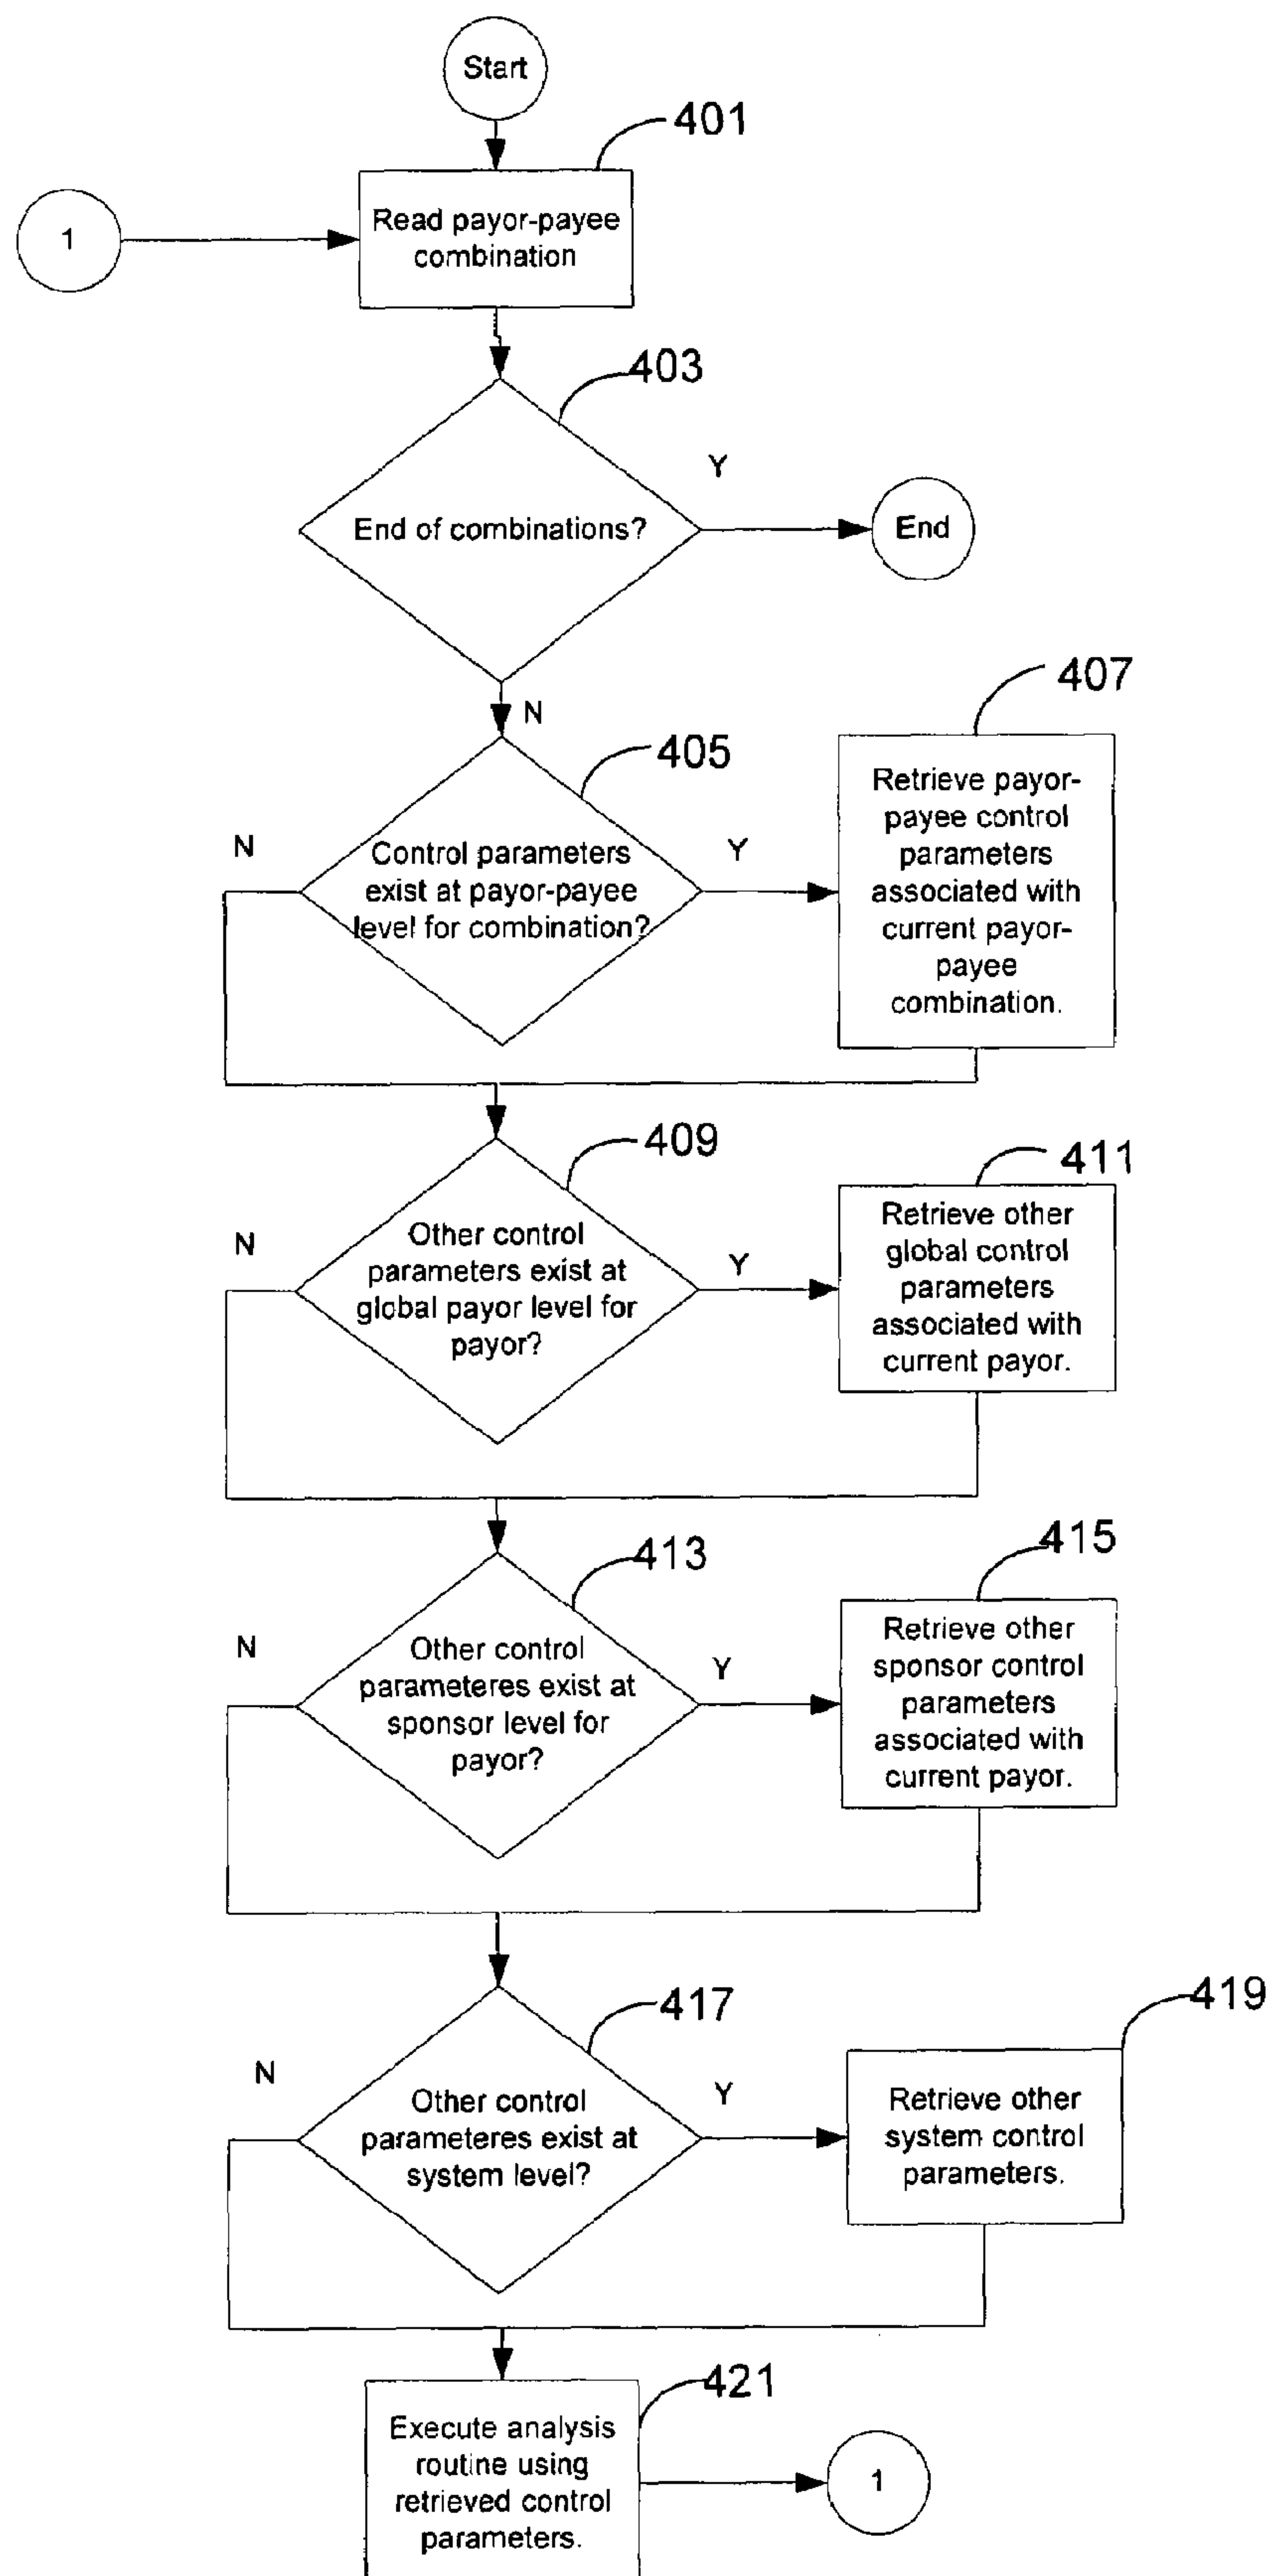 Start
401
1
Read payor-payee
combination
403
Y
End of combinations?
End
N
407
405
Retrieve payor-
payee control
parameters
associated with
current payor-
payee
combination.
N
Control parameters
exist at payor-payee
level for combination?
Y
409
411
N
Other control
parameters exist at
global payor level for
payor?
Y
Retrieve other
global control
parameters
associated with
current payor.
413
415
N
Other control
parameteres exist at
sponsor level for
payor?
Y
Retrieve other
sponsor control
parameters
associated with
current payor.
417
419
N
Other control
parameteres exist at
system level?
Y
Retrieve other
system control
parameters.
421
Execute analysis
routine using
retrieved control
parameters.
1